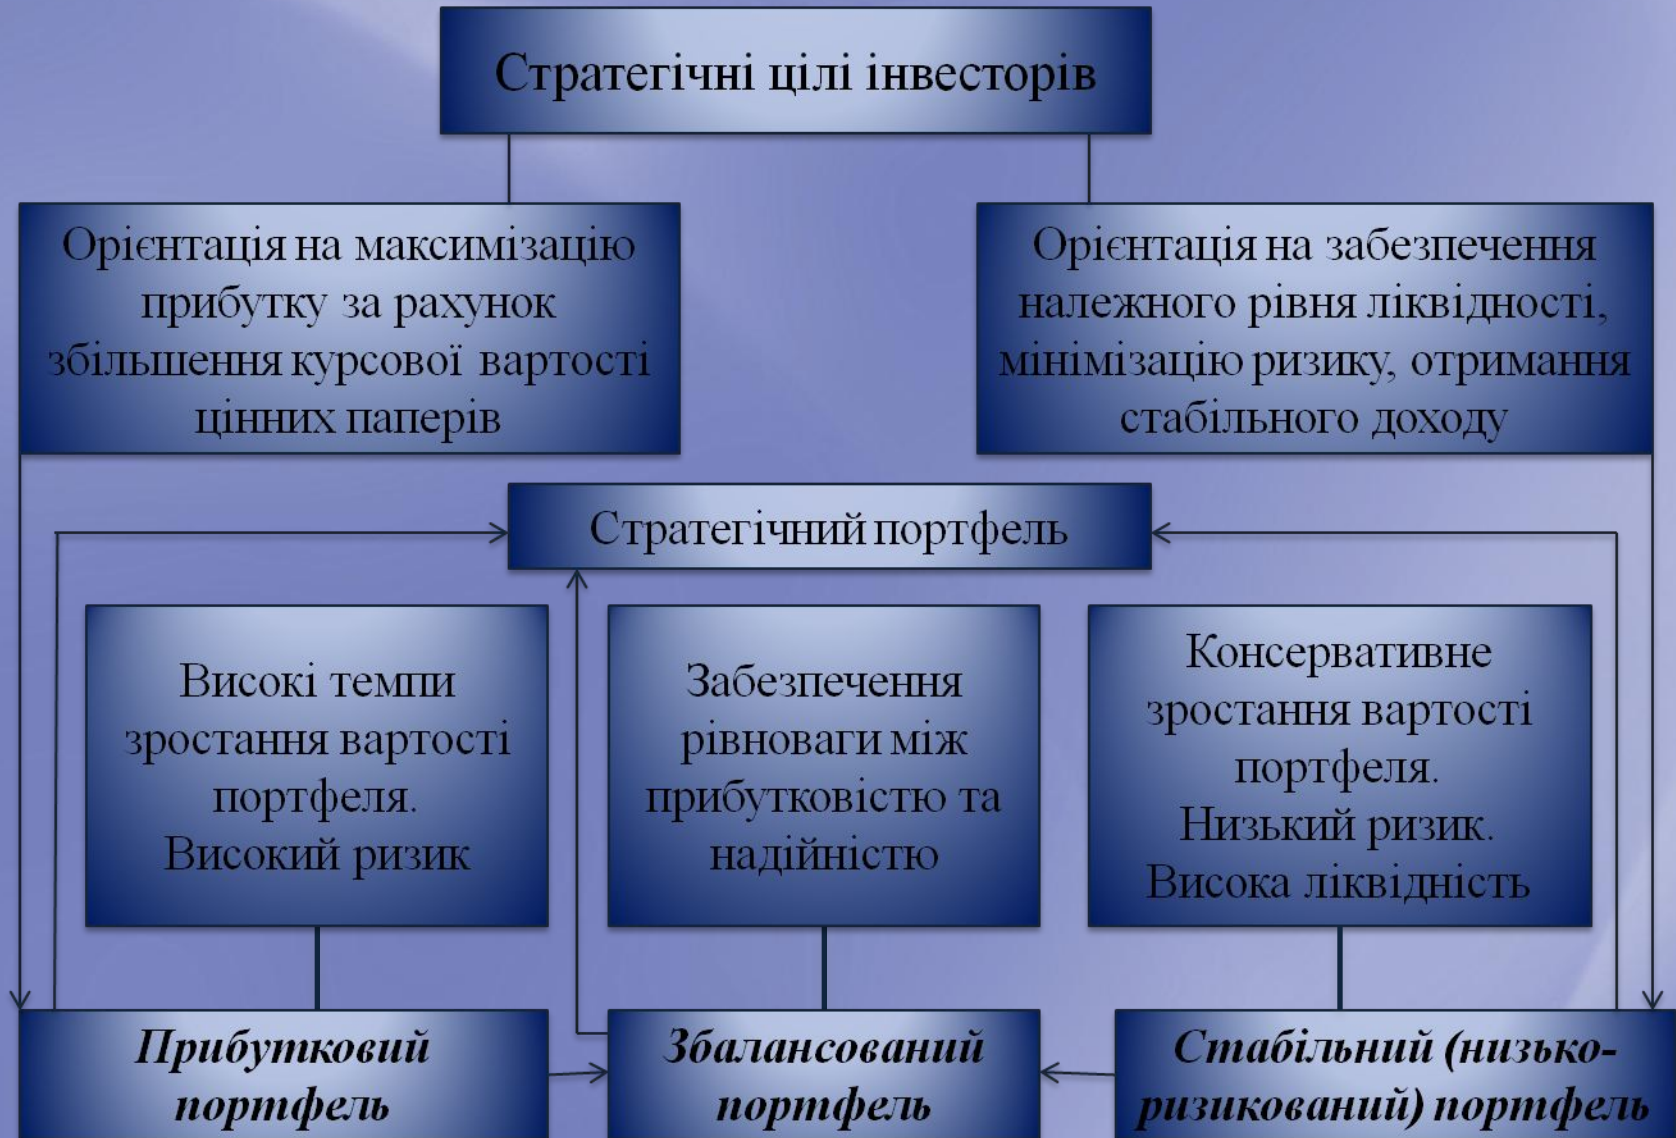 Стратегічні цілі інвесторів
Орієнтація на максимізацію
прибутку за рахунок
збільшення курсової вартості
цінних паперів
Орієнтація на забезпечення
належного рівня ліквідності,
мінімізацію ризику, отримання
стабільного доходу
Стратегічний портфель
Високі темпи
зростання вартості
портфеля.
Високий ризик
Забезпечення
рівноваги між
прибутковістю та
надійністю
Консервативне
зростання вартості
портфеля.
Низький ризик.
Висока ліквідність
Прибутковий
портфель
Збалансований
портфель
Стабільний (низько-
ризикований) портфель